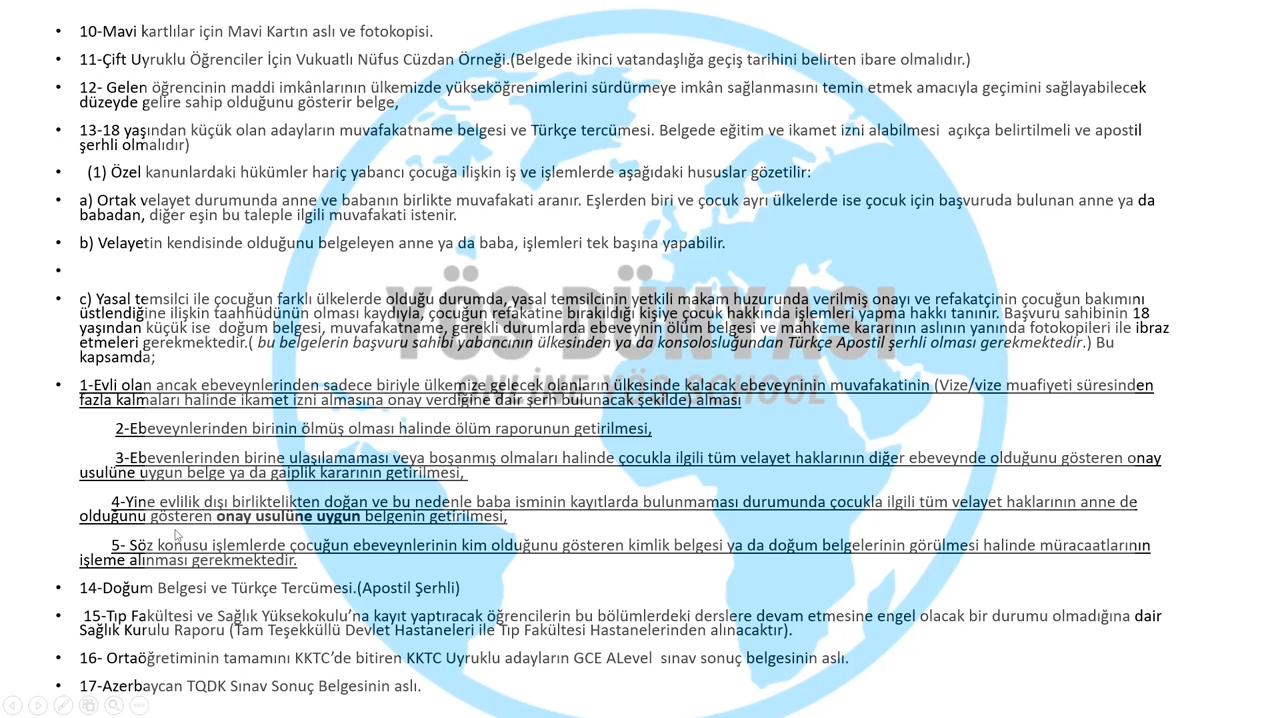 • 10-Mavi kartlılar için Mavi Kartın aslı ve fotokopisi.
• 11-Çift Uyruklu Öğrenciler İçin Vukuatlı Nüfus Cüzdan Örneği.(Belgede ikinci vatandaşlığa geçiş tarihini belirten ibare olmalıdır.)
• 12- Gelen öğrencinin maddi imkânlarının ülkemizde yükseköğrenimlerini sürdürmeye imkân sağlanmasını temin etmek amacıyla geçimini sağlayabilecek
düzeyde gelire sahip olduğunu gösterir belge,
• 13-18 yaşından küçük olan adayların muvafakatname belgesi ve Türkçe tercümesi. Belgede eğitim ve ikamet izni alabilmesi açıkça belirtilmeli ve apostil
şerhli olmalıdır)
• (1) Özel kanunlardaki hükümler hariç yabancı çocuğa ilişkin iş ve işlemlerde aşağıdaki hususlar gözetilir:
• a) Ortak velayet durumunda anne ve babanın birlikte muvafakati aranır. Eşlerden biri ve çocuk ayrı ülkelerde ise çocuk için başvuruda bulunan anne ya da
babadan, diğer eşin bu taleple ilgili muvafakati istenir.
• b) Velayetin kendisinde olduğunu belgeleyen anne ya da baba, işlemleri tek başına yapabilir.
•
• c) Yasal temsilci ile çocuğun farklı ülkelerde olduğu durumda, yasal temsilcinin yetkili makam huzurunda verilmiş onayı ve refakatçinin çocuğun bakımını
üstlendiğine ilişkin taahhüdünün olması kaydıyla, çocuğun refakatine bırakıldığı kişiye çocuk hakkında işlemleri yapma hakkı tanınır. Başvuru sahibinin 18
yaşından küçük ise doğum belgesi, muvafakatname, gerekli durumlarda ebeveynin ölüm belgesi ve mahkeme kararının aslının yanında fotokopileri ile ibraz
etmeleri gerekmektedir.( bu belgelerin başvuru sahibi yabancının ülkesinden ya da konsolosluğundan Türkçe Apostil şerhli olması gerekmektedir.) Bu
kapsamda;
YÖS DÜNYASI
ONLİNE YÖS SCHOOL
• 1-Evli olan ancak ebeveynlerinden sadece biriyle ülkemize gelecek olanların ülkesinde kalacak ebeveyninin muvafakatinin (Vize/vize muafiyeti süresinden
fazla kalmaları halinde ikamet izni almasına onay verdiğine dair şerh bulunacak şekilde) alması
2-Ebeveynlerinden birinin ölmüş olması halinde ölüm raporunun getirilmesi,
3-Ebevenlerinden birine ulaşılamaması veya boşanmış olmaları halinde çocukla ilgili tüm velayet haklarının diğer ebeveynde olduğunu gösteren onay
usulüne uygun belge ya da gaiplik kararının getirilmesi,
4-Yine evlilik dışı birliktelikten doğan ve bu nedenle baba isminin kayıtlarda bulunmaması durumunda çocukla ilgili tüm velayet haklarının anne de
olduğunu gösteren onay usulüne uygun belgenin getirilmesi,
5- Söz konusu işlemlerde çocuğun ebeveynlerinin kim olduğunu gösteren kimlik belgesi ya da doğum belgelerinin görülmesi halinde müracaatlarının
işleme alınması gerekmektedir.
• 14-Doğum Belgesi ve Türkçe Tercümesi.(Apostil Şerhli)
• 15-Tıp Fakültesi ve Sağlık Yüksekokulu’na kayıt yaptıracak öğrencilerin bu bölümlerdeki derslere devam etmesine engel olacak bir durumu olmadığına dair
Sağlık Kurulu Raporu (Tam Teşekküllü Devlet Hastaneleri ile Tıp Fakültesi Hastanelerinden alınacaktır).
• 16- Ortaöğretiminin tamamını KKTC’de bitiren KKTC Uyruklu adayların GCE ALevel sınav sonuç belgesinin aslı.
• 17-Azerbaycan TQDK Sınav Sonuç Belgesinin aslı.